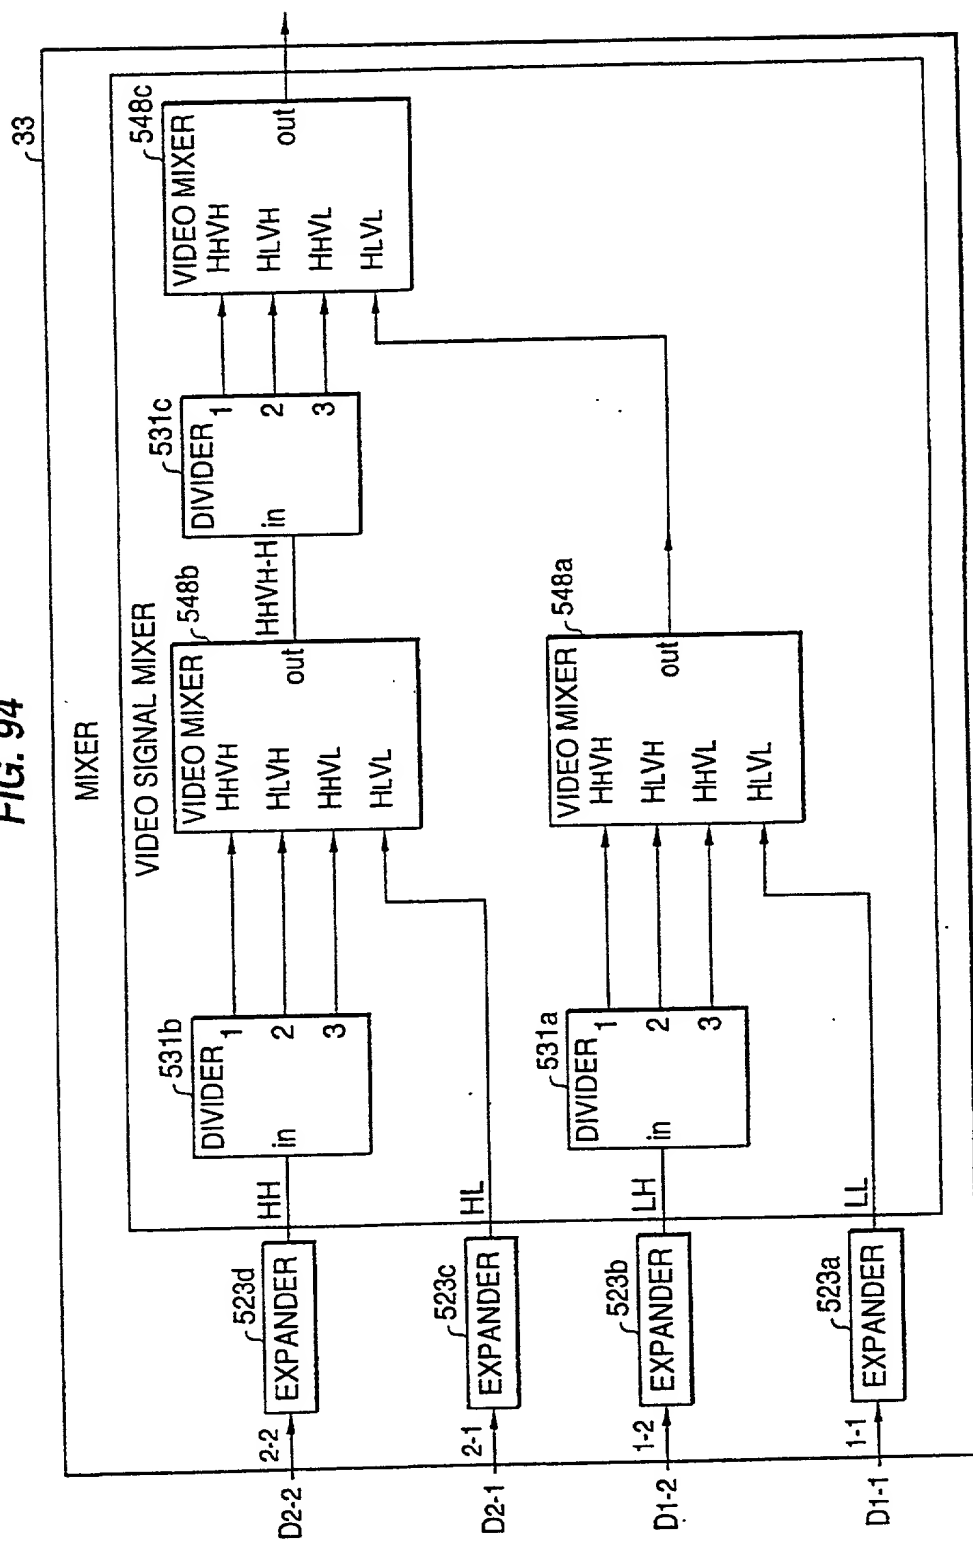 FIG. 94
33
MIXER
VIDEO SIGNAL MIXER
D2-2
2-2
523d
EXPANDER
HH
531b
DIVIDER
in
1
2
3
548b
VIDEO MIXER
HHVH
HLVH
HHVL
HLVL
out
HHVH-H
531c
DIVIDER
in
1
2
3
548c
VIDEO MIXER
HHVH
HLVH
HHVL
HLVL
out
D2-1
2-1
523c
EXPANDER
HL
D1-2
1-2
523b
EXPANDER
LH
531a
DIVIDER
in
1
2
3
548a
VIDEO MIXER
HHVH
HLVH
HHVL
HLVL
out
D1-1
1-1
523a
EXPANDER
LL